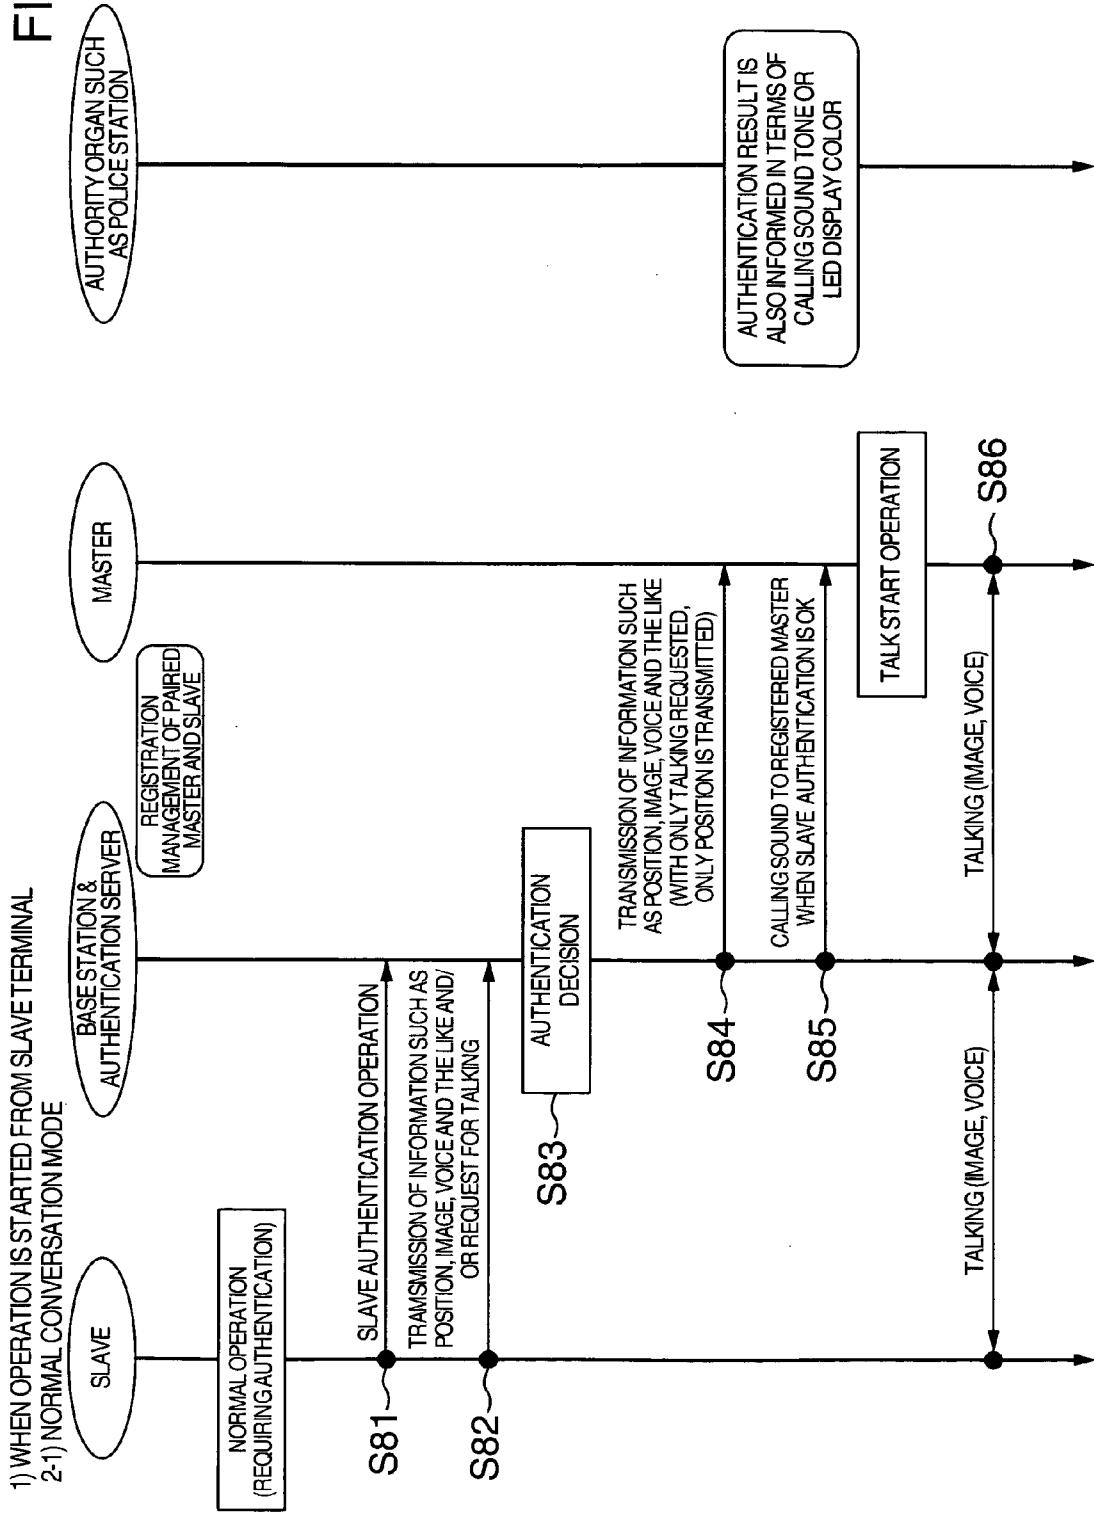 FI
1) WHEN OPERATION IS STARTED FROM SLAVE TERMINAL
2-1) NORMAL CONVERSATION MODE
SLAVE
BASE STATION &
AUTHENTICATION SERVER
MASTER
AUTHORITY ORGAN SUCH
AS POLICE STATION
REGISTRATION
MANAGEMENT OF PAIRED
MASTER AND SLAVE
NORMAL OPERATION
(REQUIRING AUTHENTICATION)
S81
SLAVE AUTHENTICATION OPERATION
S82
TRAMSMISSION OF INFORMATION SUCH AS
POSITION, IMAGE, VOICE AND THE LIKE AND/
OR REQUEST FOR TALKING
S83
AUTHENTICATION
DECISION
S84
TRANSMISSION OF INFORMATION SUCH
AS POSITION, IMAGE, VOICE AND THE LIKE
(WITH ONLY TALKING REQUESTED,
ONLY POSITION IS TRANSMITTED)
AUTHENTICATION RESULT IS
ALSO INFORMED IN TERMS OF
CALLING SOUND TONE OR
LED DISPLAY COLOR
S85
CALLING SOUND TO REGISTERED MASTER
WHEN SLAVE AUTHENTICATION IS OK
TALK START OPERATION
TALKING (IMAGE, VOICE)
TALKING (IMAGE, VOICE)
S86